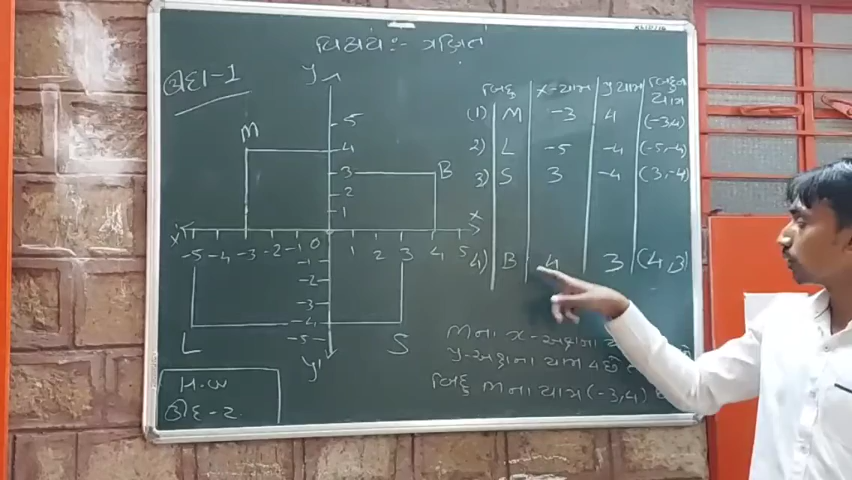 વિષય :- ગણિત
ઉદા-1
બિંદુ x-યામ y યામ બિંદુના યામ
(1) M -3 4 (-3,4)
2) L -5 -4 (-5,-4)
3) S 3 -4 (3,-4)
4) B 4 3 (4,3)
y
M
5
4
3 B
2
1
x' -5 -4 -3 -2 -1 0 1 2 3 4 5 x
-1
-2
-3
-4
-5
L S
y'
M ના x-અક્ષના
y-અક્ષના યામ 4 છે
બિંદુ M ના યામ (-3,4)
H.W
ઉદા-2